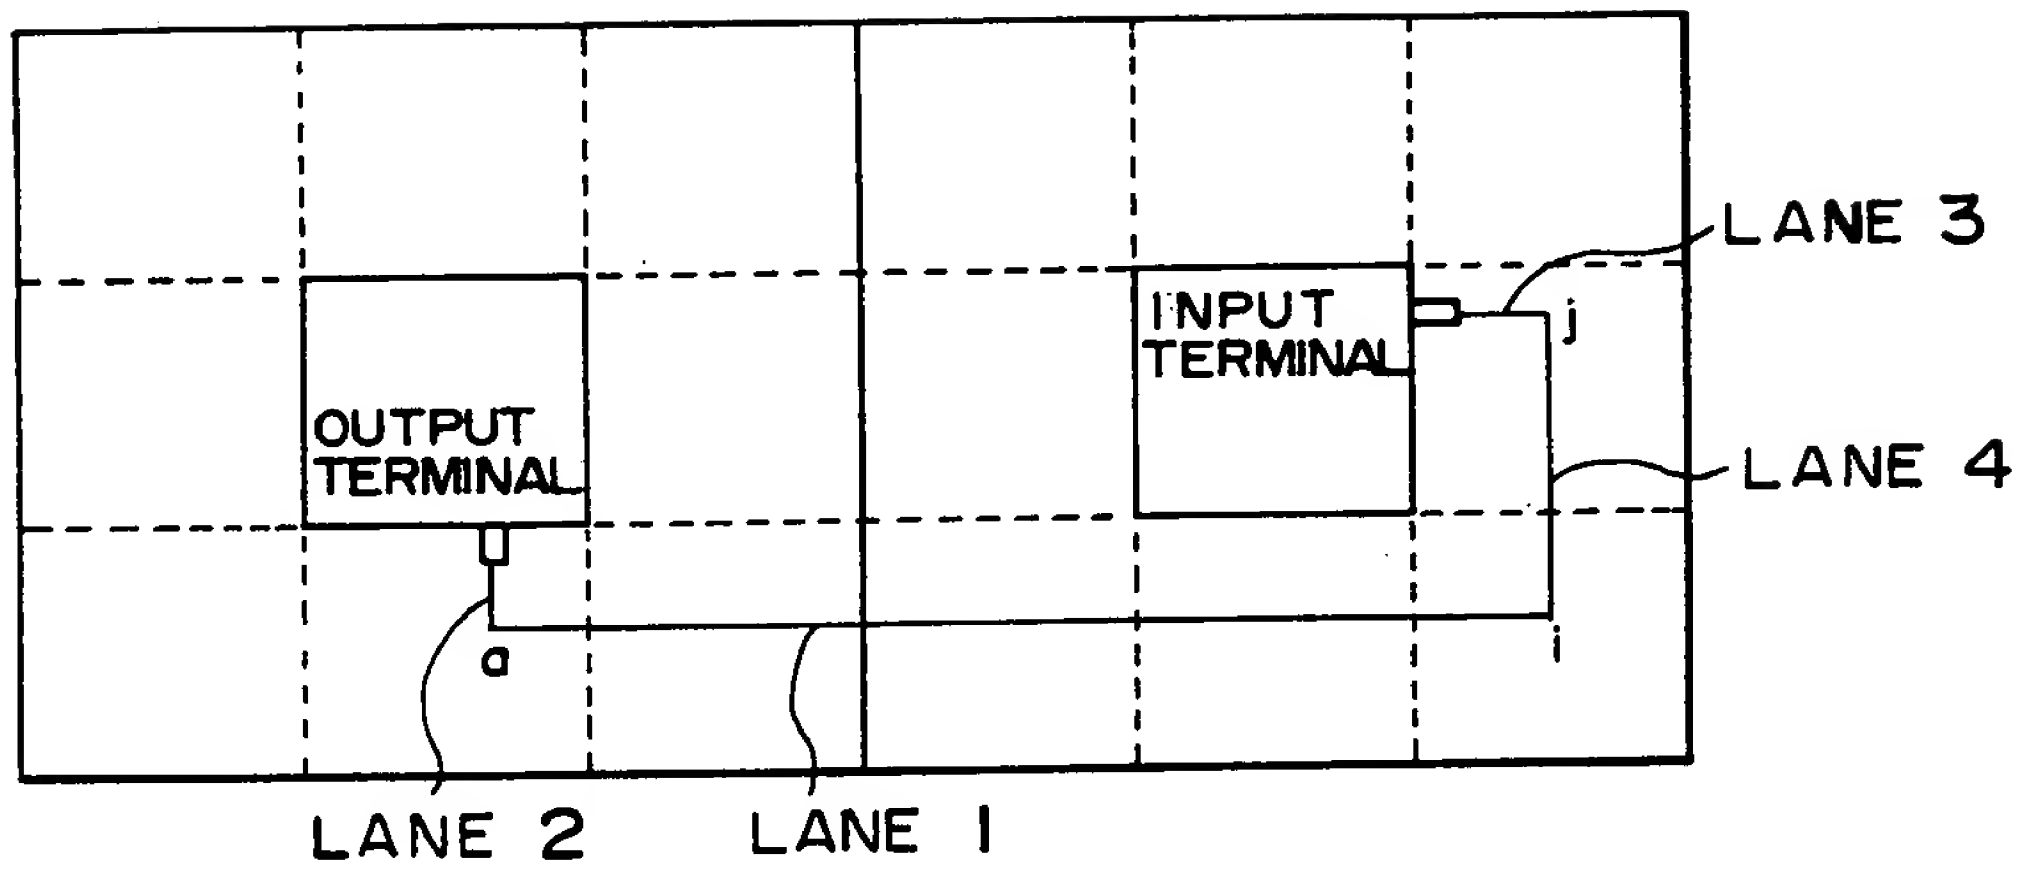 LANE 3
INPUT
TERMINAL
j
OUTPUT
TERMINAL
LANE 4
a
i
LANE 2
LANE 1